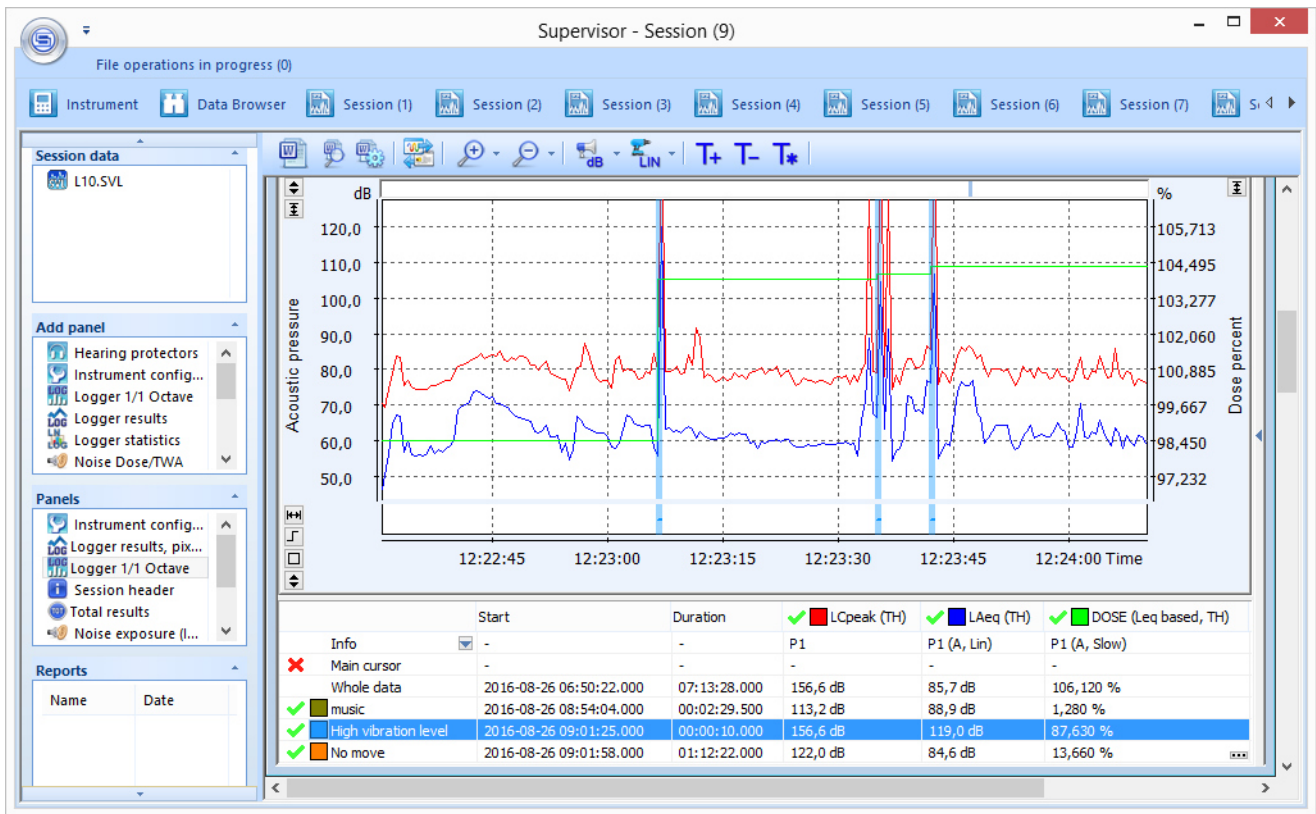 Supervisor - Session (9)
File operations in progress (0)
Instrument Data Browser Session (1) Session (2) Session (3) Session (4) Session (5) Session (6) Session (7) S
Session data
L10.SVL
Add panel
Hearing protectors
Instrument config...
Logger 1/1 Octave
Logger results
Logger statistics
Noise Dose/TWA
Panels
Instrument config...
Logger results, pix...
Logger 1/1 Octave
Session header
Total results
Noise exposure (I...
Reports
Name Date
dB LIN T+ T- T*
dB %
120,0 105,713
110,0 104,495
100,0 103,277
90,0 102,060
80,0 100,885
70,0 99,667
60,0 98,450
50,0 97,232
Acoustic pressure
Dose percent
12:22:45 12:23:00 12:23:15 12:23:30 12:23:45 12:24:00 Time
Start Duration LCpeak (TH) LAeq (TH) DOSE (Leq based, TH)
Info - - P1 P1 (A, Lin) P1 (A, Slow)
Main cursor - - - - -
Whole data 2016-08-26 06:50:22.000 07:13:28.000 156,6 dB 85,7 dB 106,120 %
music 2016-08-26 08:54:04.000 00:02:29.500 113,2 dB 88,9 dB 1,280 %
High vibration level 2016-08-26 09:01:25.000 00:00:10.000 156,6 dB 119,0 dB 87,630 %
No move 2016-08-26 09:01:58.000 01:12:22.000 122,0 dB 84,6 dB 13,660 %